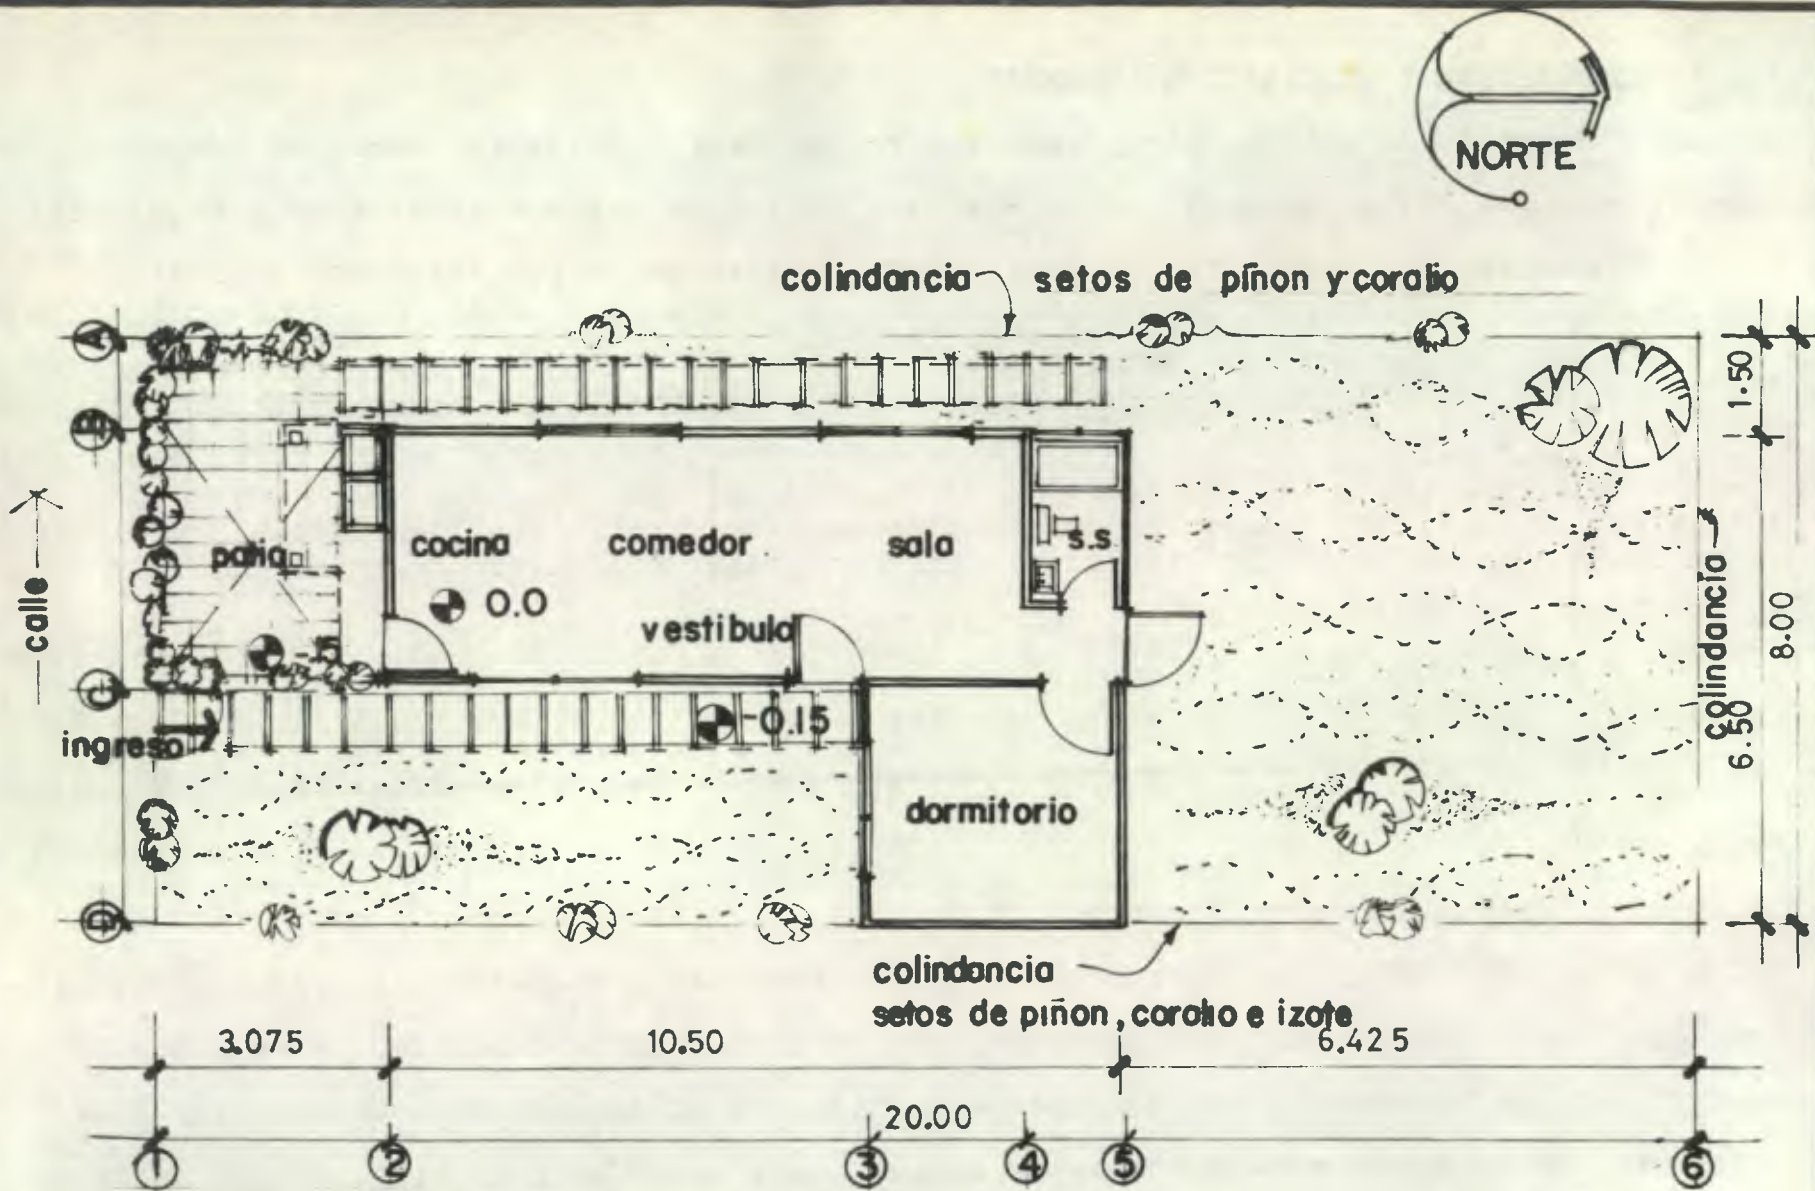 NORTE
colindancia setos de piñon y coralio
A
B
C
D
1.50
8.00
6.50
colindancia
calle
patio
cocina
comedor
sala
s.s
0.0
vestibulo
ingreso
-0.15
dormitorio
colindancia
setos de piñon, coralio e izote
3.075
10.50
6.425
20.00
1
2
3
4
5
6